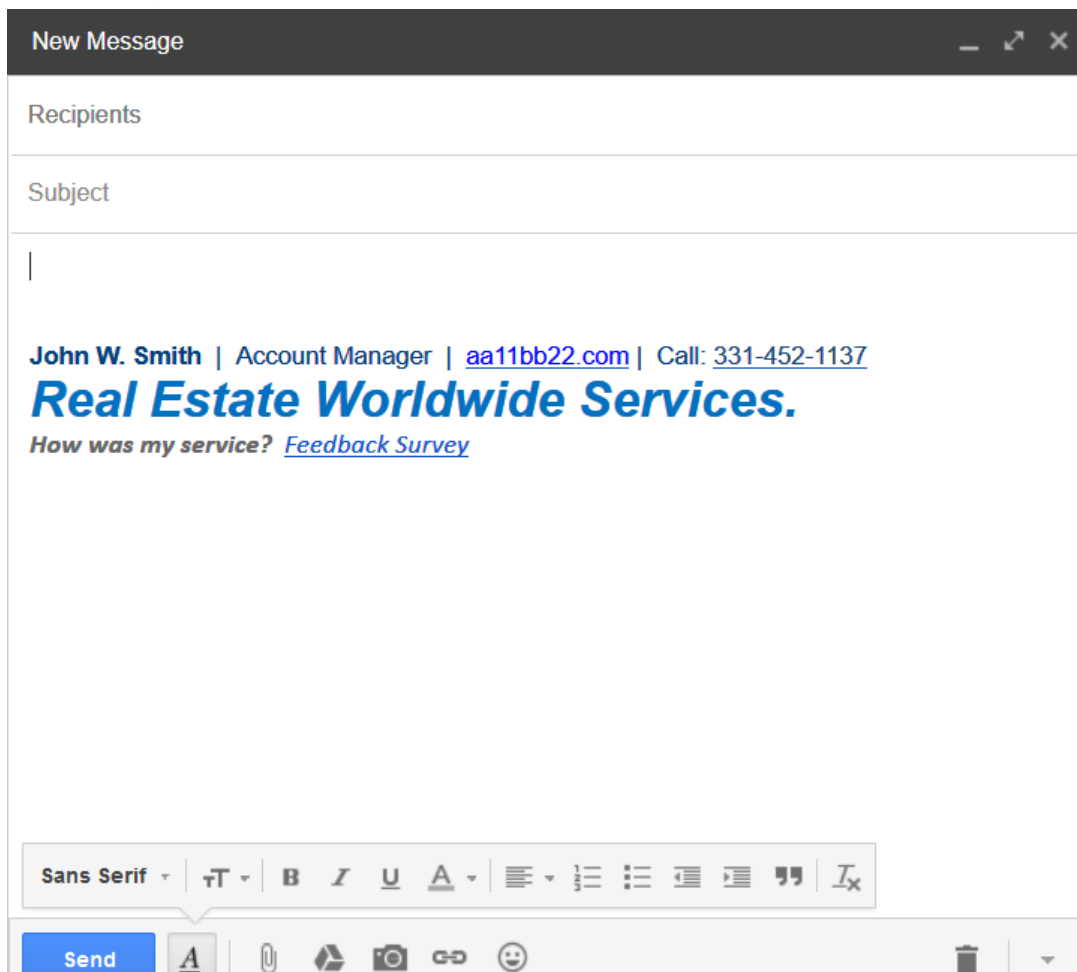 New Message
Recipients
Subject
John W. Smith | Account Manager | aa11bb22.com | Call: 331-452-1137
Real Estate Worldwide Services.
How was my service? Feedback Survey
Sans Serif
Send